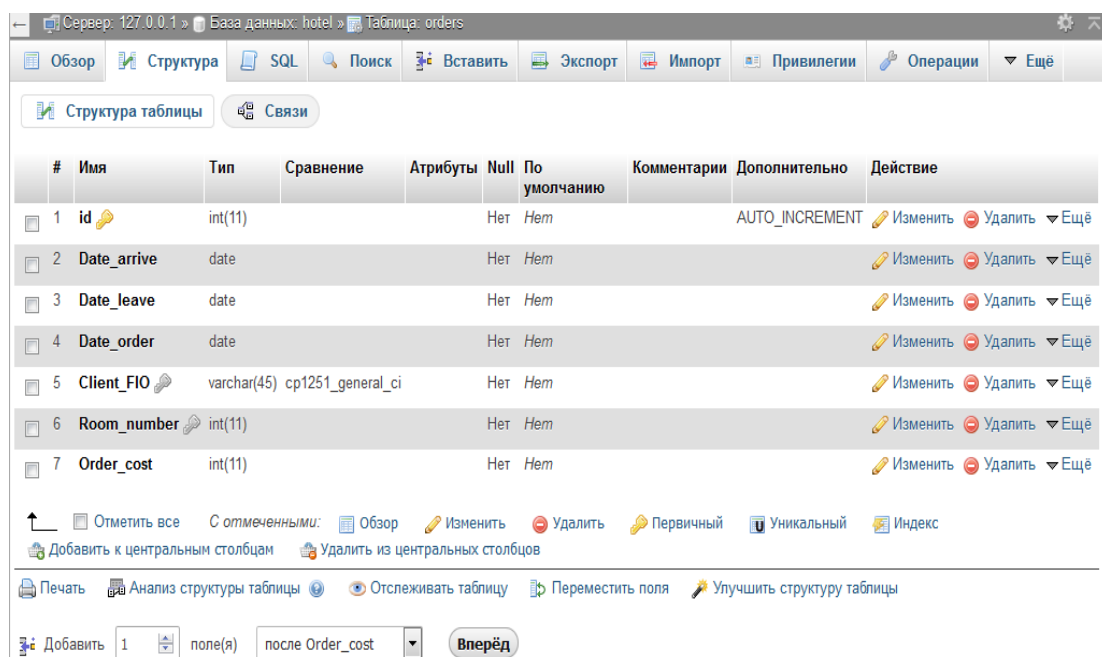 Сервер: 127.0.0.1 » База данных: hotel » Таблица: orders
Обзор Структура SQL Поиск Вставить Экспорт Импорт Привилегии Операции Ещё
Структура таблицы Связи
# Имя Тип Сравнение Атрибуты Null По умолчанию Комментарии Дополнительно Действие
1 id int(11) Нет Нет AUTO_INCREMENT Изменить Удалить Ещё
2 Date_arrive date Нет Нет Изменить Удалить Ещё
3 Date_leave date Нет Нет Изменить Удалить Ещё
4 Date_order date Нет Нет Изменить Удалить Ещё
5 Client_FIO varchar(45) cp1251_general_ci Нет Нет Изменить Удалить Ещё
6 Room_number int(11) Нет Нет Изменить Удалить Ещё
7 Order_cost int(11) Нет Нет Изменить Удалить Ещё
Отметить все С отмеченными: Обзор Изменить Удалить Первичный Уникальный Индекс
Добавить к центральным столбцам Удалить из центральных столбцов
Печать Анализ структуры таблицы Отслеживать таблицу Переместить поля Улучшить структуру таблицы
Добавить 1 поле(я) после Order_cost Вперёд